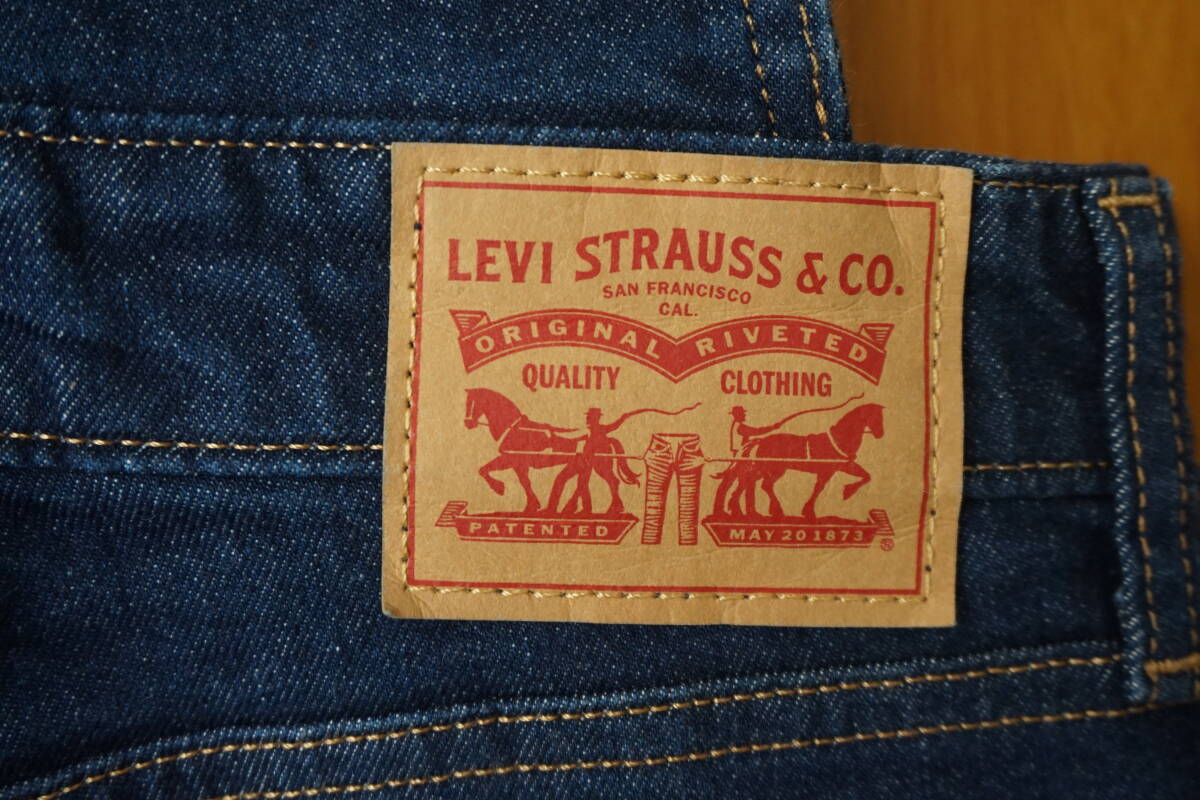 LEVI STRAUSS & CO.
SAN FRANCISCO
CAL.
ORIGINAL RIVETED
QUALITY CLOTHING
PATENTED MAY 20 1873 ®